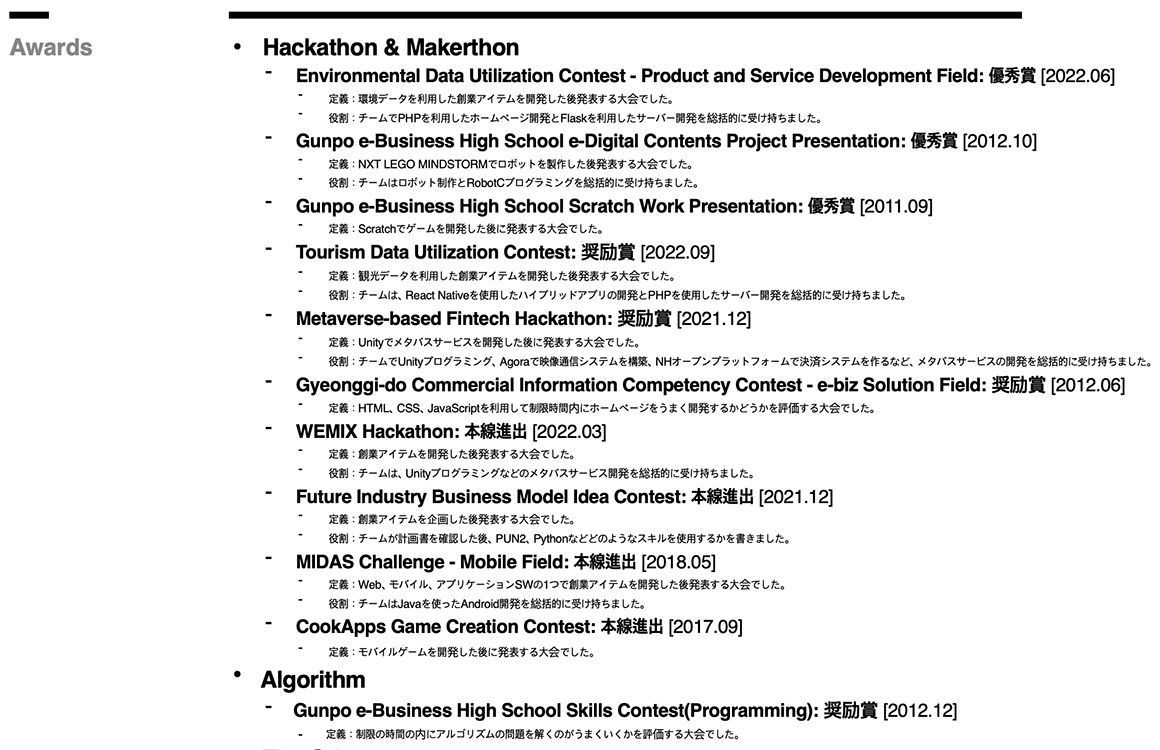 Awards
• Hackathon & Makerthon
- Environmental Data Utilization Contest - Product and Service Development Field: 優秀賞 [2022.06]
- 定義：環境データを利用した創業アイテムを開発した後発表する大会でした。
- 役割：チームでPHPを利用したホームページ開発とFlaskを利用したサーバー開発を総括的に受け持ちました。
- Gunpo e-Business High School e-Digital Contents Project Presentation: 優秀賞 [2012.10]
- 定義：NXT LEGO MINDSTORMでロボットを製作した後発表する大会でした。
- 役割：チームはロボット制作とRobotCプログラミングを総括的に受け持ちました。
- Gunpo e-Business High School Scratch Work Presentation: 優秀賞 [2011.09]
- 定義：Scratchでゲームを開発した後に発表する大会でした。
- Tourism Data Utilization Contest: 奨励賞 [2022.09]
- 定義：観光データを利用した創業アイテムを開発した後発表する大会でした。
- 役割：チームは、React Nativeを使用したハイブリッドアプリの開発とPHPを使用したサーバー開発を総括的に受け持ちました。
- Metaverse-based Fintech Hackathon: 奨励賞 [2021.12]
- 定義：Unityでメタバスサービスを開発した後に発表する大会でした。
- 役割：チームでUnityプログラミング、Agoraで映像通信システムを構築、NHオープンプラットフォームで決済システムを作るなど、メタバスサービスの開発を総括的に受け持ちました。
- Gyeonggi-do Commercial Information Competency Contest - e-biz Solution Field: 奨励賞 [2012.06]
- 定義：HTML、CSS、JavaScriptを利用して制限時間内にホームページをうまく開発するかどうかを評価する大会でした。
- WEMIX Hackathon: 本線進出 [2022.03]
- 定義：創業アイテムを開発した後発表する大会でした。
- 役割：チームは、Unityプログラミングなどのメタバスサービス開発を総括的に受け持ちました。
- Future Industry Business Model Idea Contest: 本線進出 [2021.12]
- 定義：創業アイテムを企画した後発表する大会でした。
- 役割：チームが計画書を確認した後、PUN2、Pythonなどどのようなスキルを使用するかを書きました。
- MIDAS Challenge - Mobile Field: 本線進出 [2018.05]
- 定義：Web、モバイル、アプリケーションSWの1つで創業アイテムを開発した後発表する大会でした。
- 役割：チームはJavaを使ったAndroid開発を総括的に受け持ちました。
- CookApps Game Creation Contest: 本線進出 [2017.09]
- 定義：モバイルゲームを開発した後に発表する大会でした。
• Algorithm
- Gunpo e-Business High School Skills Contest(Programming): 奨励賞 [2012.12]
- 定義：制限の時間の内にアルゴリズムの問題を解くのがうまくいくかを評価する大会でした。